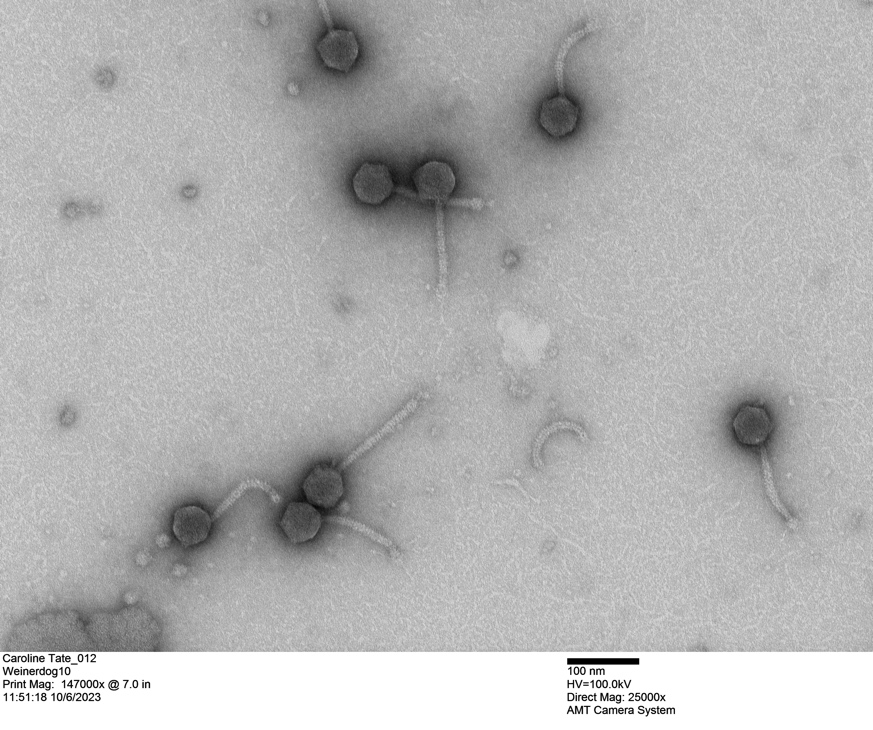 Caroline Tate_012
Weinerdog10
Print Mag: 147000x @ 7.0 in
11:51:18 10/6/2023
100 nm
HV=100.0kV
Direct Mag: 25000x
AMT Camera System